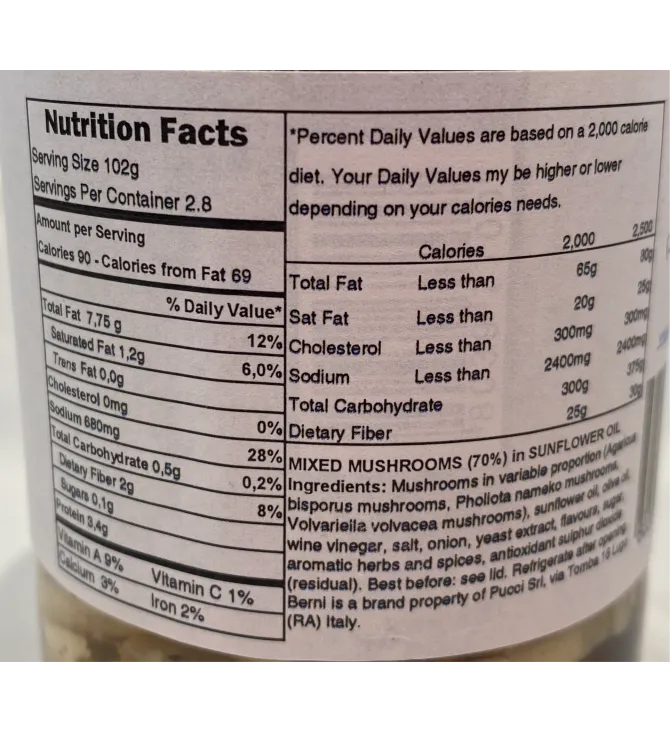 Nutrition Facts
Serving Size 102g
Servings Per Container 2.8
Amount per Serving
Calories 90 - Calories from Fat 69
% Daily Value*
Total Fat 7,75 g 12%
Saturated Fat 1,2g 6,0%
Trans Fat 0,0g
Cholesterol 0mg 0%
Sodium 680mg 28%
Total Carbohydrate 0,5g 0,2%
Dietary Fiber 2g 8%
Sugars 0,1g
Protein 3,4g
Vitamin A 9% Vitamin C 1%
Calcium 3% Iron 2%
*Percent Daily Values are based on a 2,000 calorie
diet. Your Daily Values my be higher or lower
depending on your calories needs.
Calories 2,000 2,500
Total Fat Less than 65g 80g
Sat Fat Less than 20g 25g
Cholesterol Less than 300mg 300mg
Sodium Less than 2400mg 2400mg
Total Carbohydrate 300g 375g
Dietary Fiber 25g 30g
MIXED MUSHROOMS (70%) in SUNFLOWER OIL
Ingredients: Mushrooms in variable proportion (Agaricus
bisporus mushrooms, Pholiota nameko mushrooms,
Volvariella volvacea mushrooms), sunflower oil, olive oil,
wine vinegar, salt, onion, yeast extract, flavours, sugar,
aromatic herbs and spices, antioxidant sulphur dioxide
(residual). Best before: see lid. Refrigerate after opening.
Berni is a brand property of Pucci Srl, via Tomba 16 Lugo
(RA) Italy.